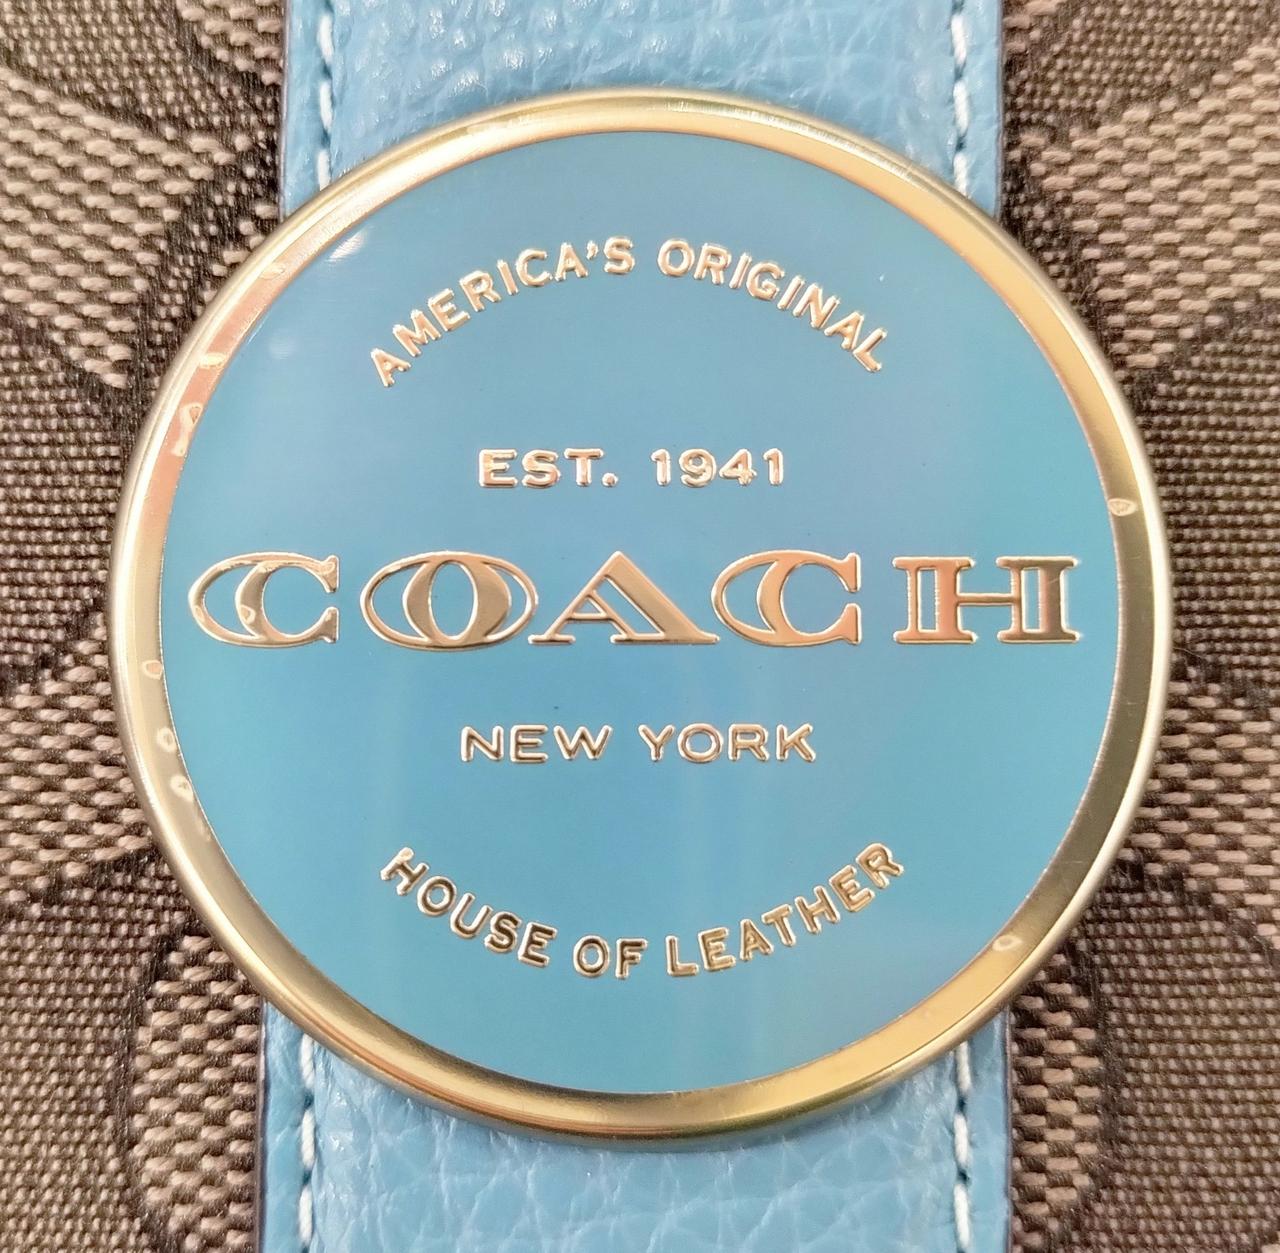 AMERICA'S ORIGINAL
EST. 1941
COACH
NEW YORK
HOUSE OF LEATHER